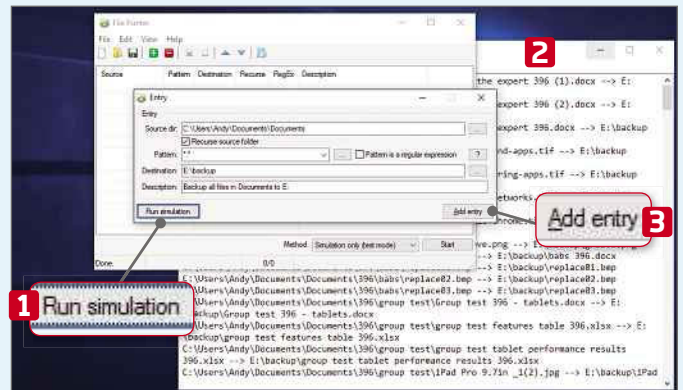 File Punter
File Edit View Help
Source Pattern Destination Recurse RegEx Description
Entry
Entry
Source dir: C:\Users\Andy\Documents\Documents
Recurse source folder
Pattern: *.* Pattern is a regular expression ?
Destination: E:\backup
Description: Backup all files in Documents to E:
Run simulation Add entry
Method Simulation only (test mode) Start
Done. 0/0
1 Run simulation
2
Add entry 3
the expert 396 (1).docx --> E:
expert 396 (2).docx --> E:
expert 396.docx --> E:\backup
nd-apps.tif --> E:\backup
ring-apps.tif --> E:\backup
etworks
ve.png -->
--> E:\backup\babs 396.docx
--> E:\backup\replace01.bmp
C:\Users\Andy\Documents\Documents\396\babs\replace02.bmp --> E:\backup\replace02.bmp
C:\Users\Andy\Documents\Documents\396\babs\replace03.bmp --> E:\backup\replace03.bmp
C:\Users\Andy\Documents\Documents\396\group test\Group test 396 - tablets.docx --> E:
\backup\Group test 396 - tablets.docx
C:\Users\Andy\Documents\Documents\396\group test\group test features table 396.xlsx --> E:
\backup\group test features table 396.xlsx
C:\Users\Andy\Documents\Documents\396\group test\group test tablet performance results
396.xlsx --> E:\backup\group test tablet performance results 396.xlsx
C:\Users\Andy\Documents\Documents\396\group test\iPad Pro 9.7in _1(2).jpg --> E:\backup\iPad